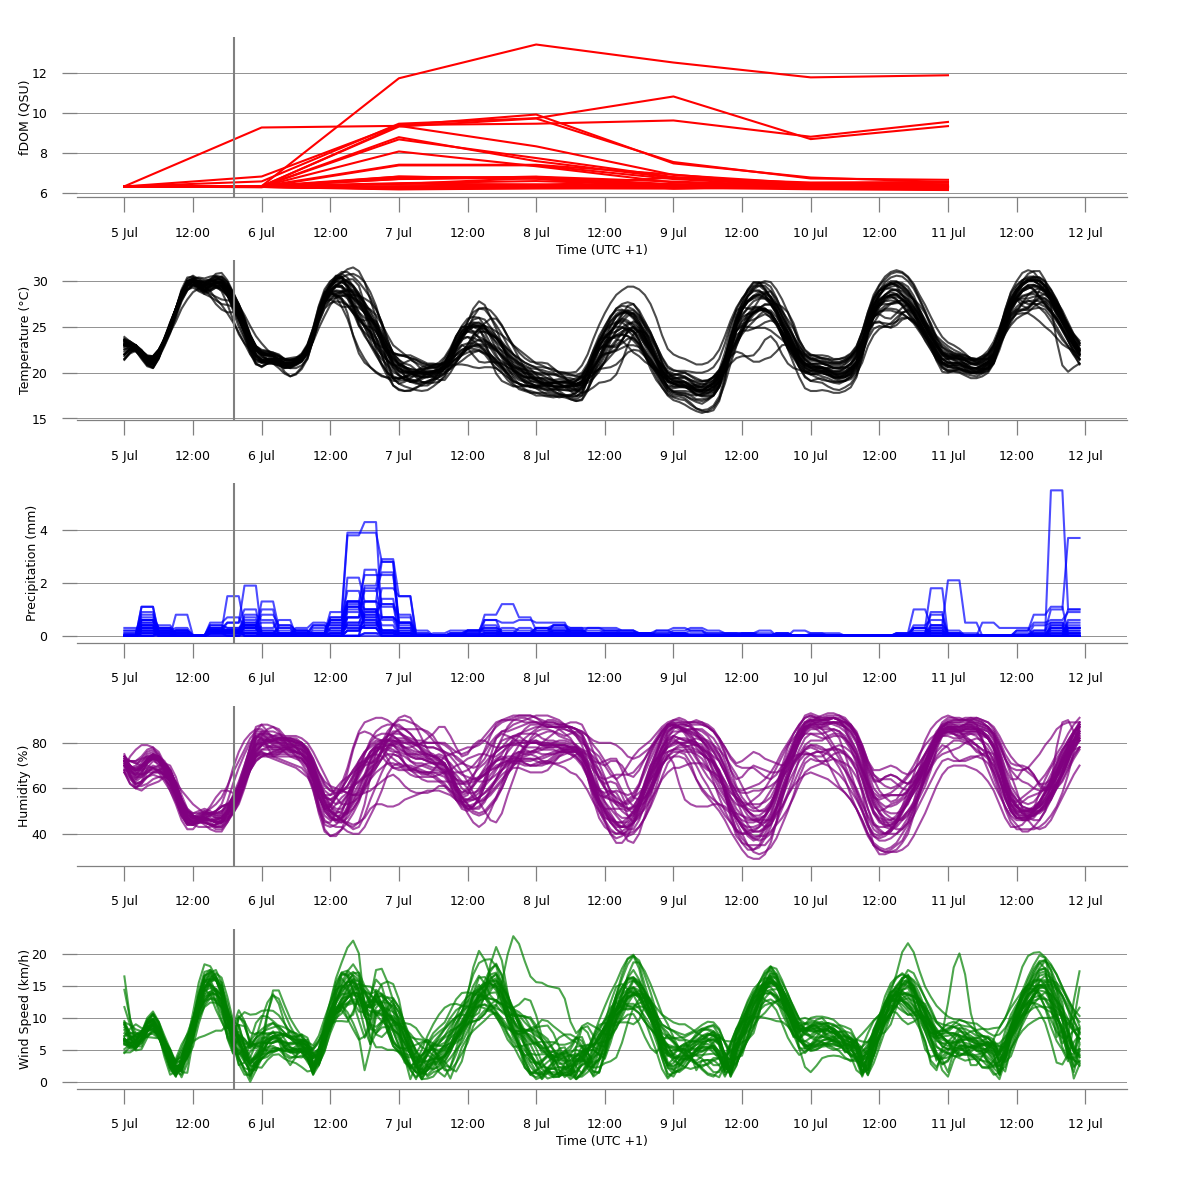 fDOM (QSU)
12
10
8
6
5 Jul 12:00 6 Jul 12:00 7 Jul 12:00 8 Jul 12:00 9 Jul 12:00 10 Jul 12:00 11 Jul 12:00 12 Jul
Time (UTC +1)
Temperature (°C)
30
25
20
15
5 Jul 12:00 6 Jul 12:00 7 Jul 12:00 8 Jul 12:00 9 Jul 12:00 10 Jul 12:00 11 Jul 12:00 12 Jul
Precipitation (mm)
4
2
0
5 Jul 12:00 6 Jul 12:00 7 Jul 12:00 8 Jul 12:00 9 Jul 12:00 10 Jul 12:00 11 Jul 12:00 12 Jul
Humidity (%)
80
60
40
5 Jul 12:00 6 Jul 12:00 7 Jul 12:00 8 Jul 12:00 9 Jul 12:00 10 Jul 12:00 11 Jul 12:00 12 Jul
Wind Speed (km/h)
20
15
10
5
0
5 Jul 12:00 6 Jul 12:00 7 Jul 12:00 8 Jul 12:00 9 Jul 12:00 10 Jul 12:00 11 Jul 12:00 12 Jul
Time (UTC +1)